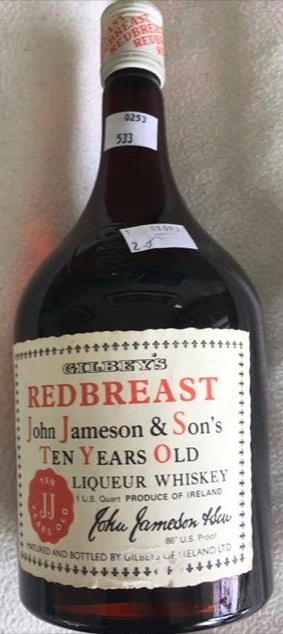 REDBREAST
REDBREAST
0253
533
GILBEY'S
REDBREAST
John Jameson & Son's
TEN YEARS OLD
LIQUEUR WHISKEY
1 U.S. Quart PRODUCE OF IRELAND
TEN
JJ
YEARS OLD
John Jameson & Son
86° U.S. Proof
MATURED AND BOTTLED BY GILBEYS OF IRELAND LTD